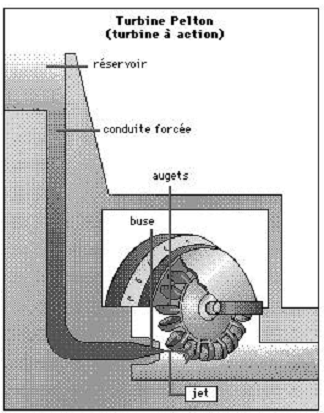 Turbine Pelton
(turbine à action)
réservoir
conduite forcée
augets
buse
jet